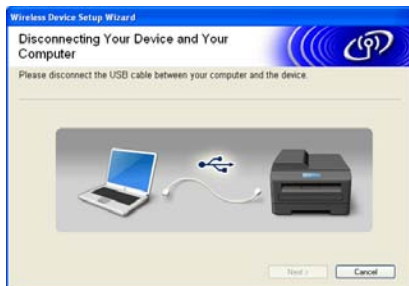 Wireless Device Setup Wizard
Disconnecting Your Device and Your
Computer
Please disconnect the USB cable between your computer and the device.
Next >
Cancel